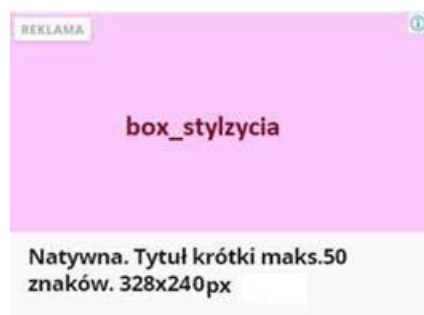 REKLAMA
box_stylzycia
Natywna. Tytuł krótki maks.50
znaków. 328x240px